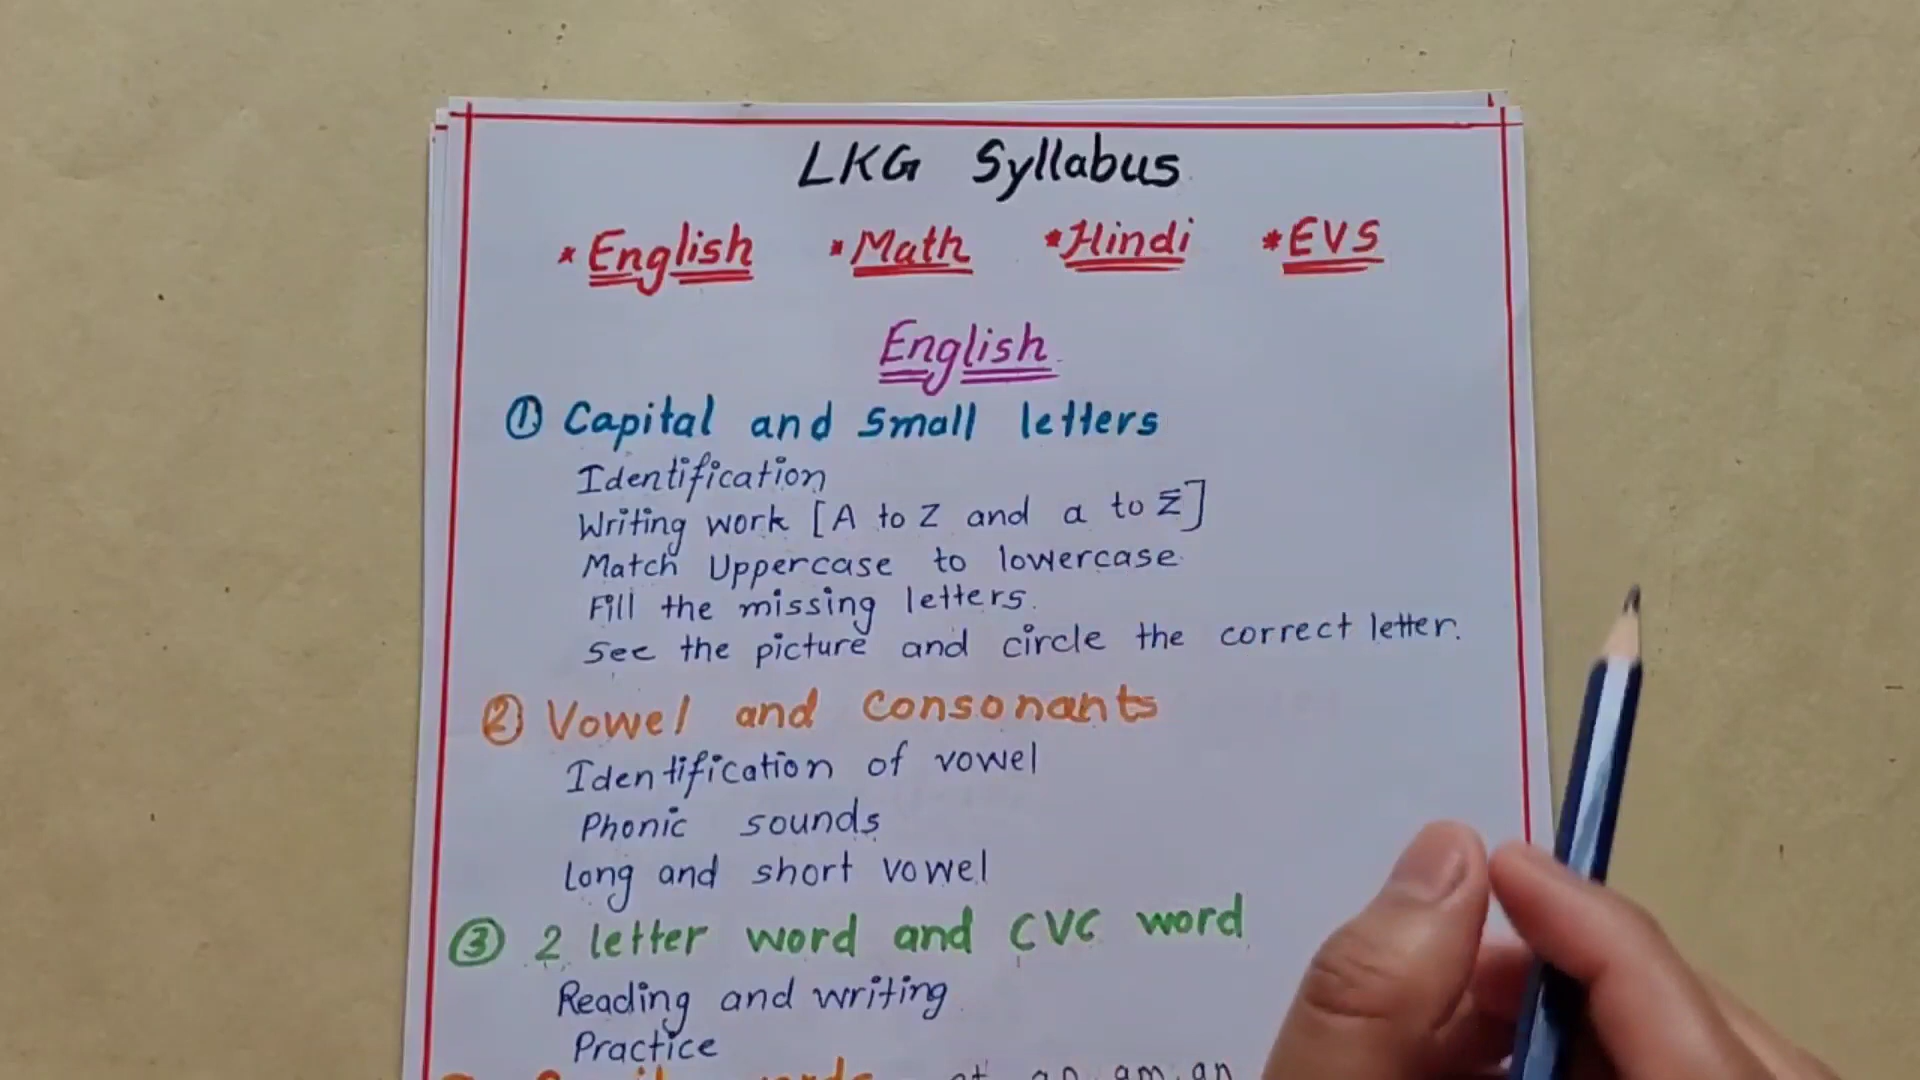 LKG Syllabus
* English * Math * Hindi * EVS
English
① Capital and small letters
Identification
Writing work [A to Z and a to z]
Match Uppercase to lowercase.
Fill the missing letters.
See the picture and circle the correct letter.
② Vowel and Consonants
Identification of vowel
Phonic sounds
Long and short vowel
③ 2 letter word and CVC word
Reading and writing
Practice